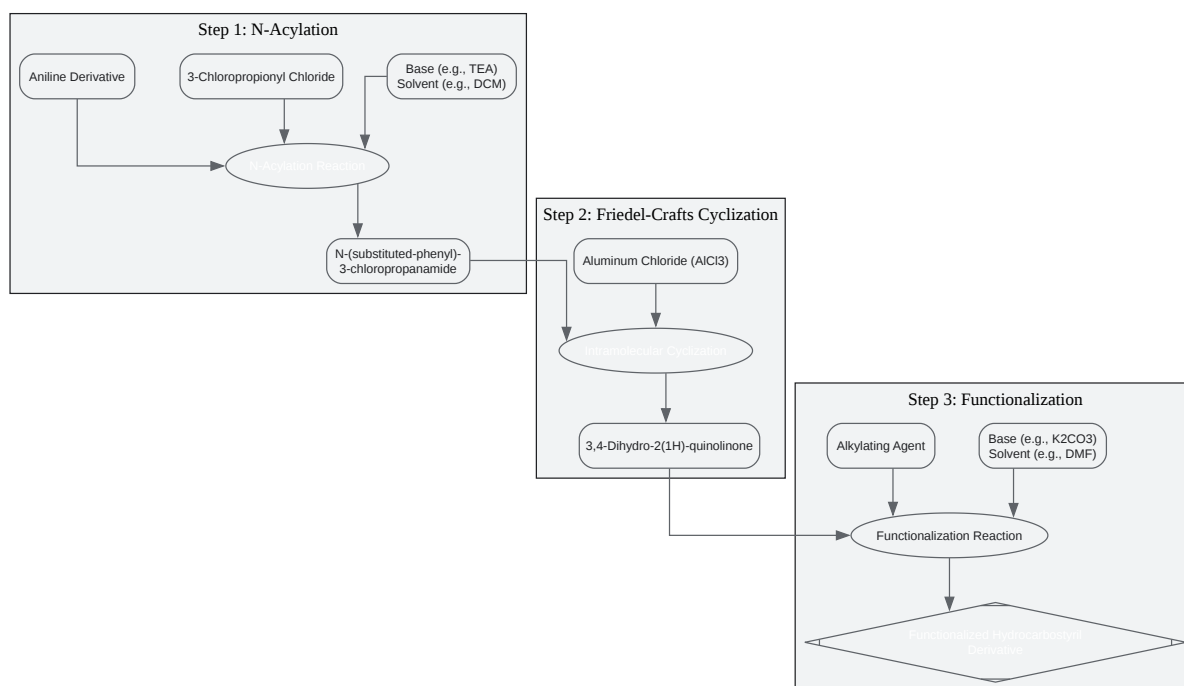 Step 1: N-Acylation
Aniline Derivative
3-Chloropropionyl Chloride
Base (e.g., TEA)
Solvent (e.g., DCM)
N-Acylation Reaction
N-(substituted-phenyl)-
3-chloropropanamide
Step 2: Friedel-Crafts Cyclization
Aluminum Chloride (AlCl3)
Intramolecular Cyclization
3,4-Dihydro-2(1H)-quinolinone
Step 3: Functionalization
Alkylating Agent
Base (e.g., K2CO3)
Solvent (e.g., DMF)
Functionalization Reaction
Functionalized Hydrocarbostyril
Derivative